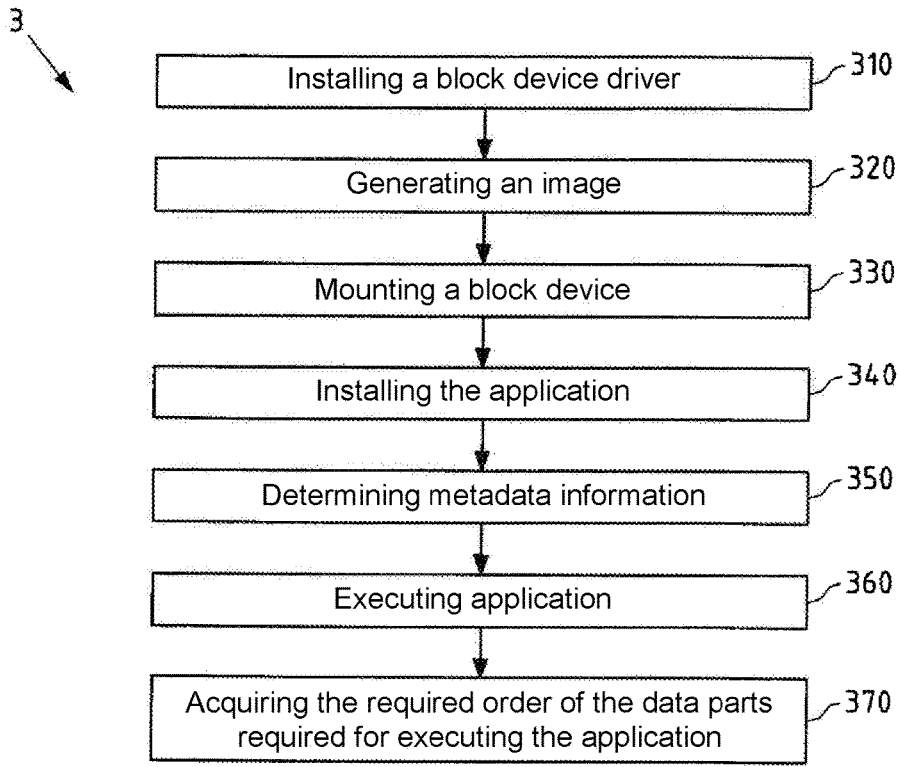 3
Installing a block device driver
310
Generating an image
320
Mounting a block device
330
Installing the application
340
Determining metadata information
350
Executing application
360
Acquiring the required order of the data parts
required for executing the application
370